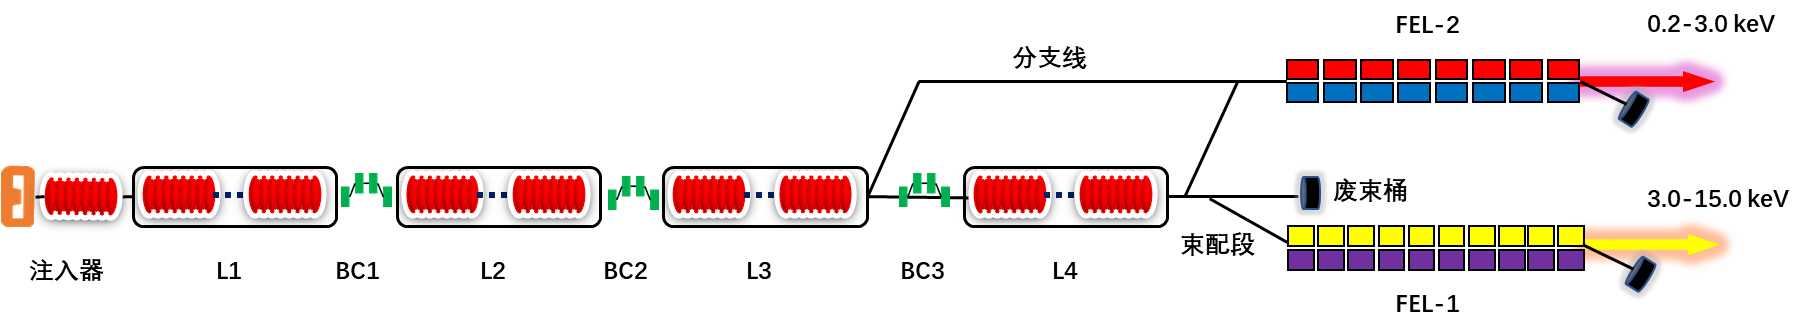 FEL-2
0.2-3.0 keV
分支线
废束桶
3.0-15.0 keV
束配段
注入器
L1
BC1
L2
BC2
L3
BC3
L4
FEL-1